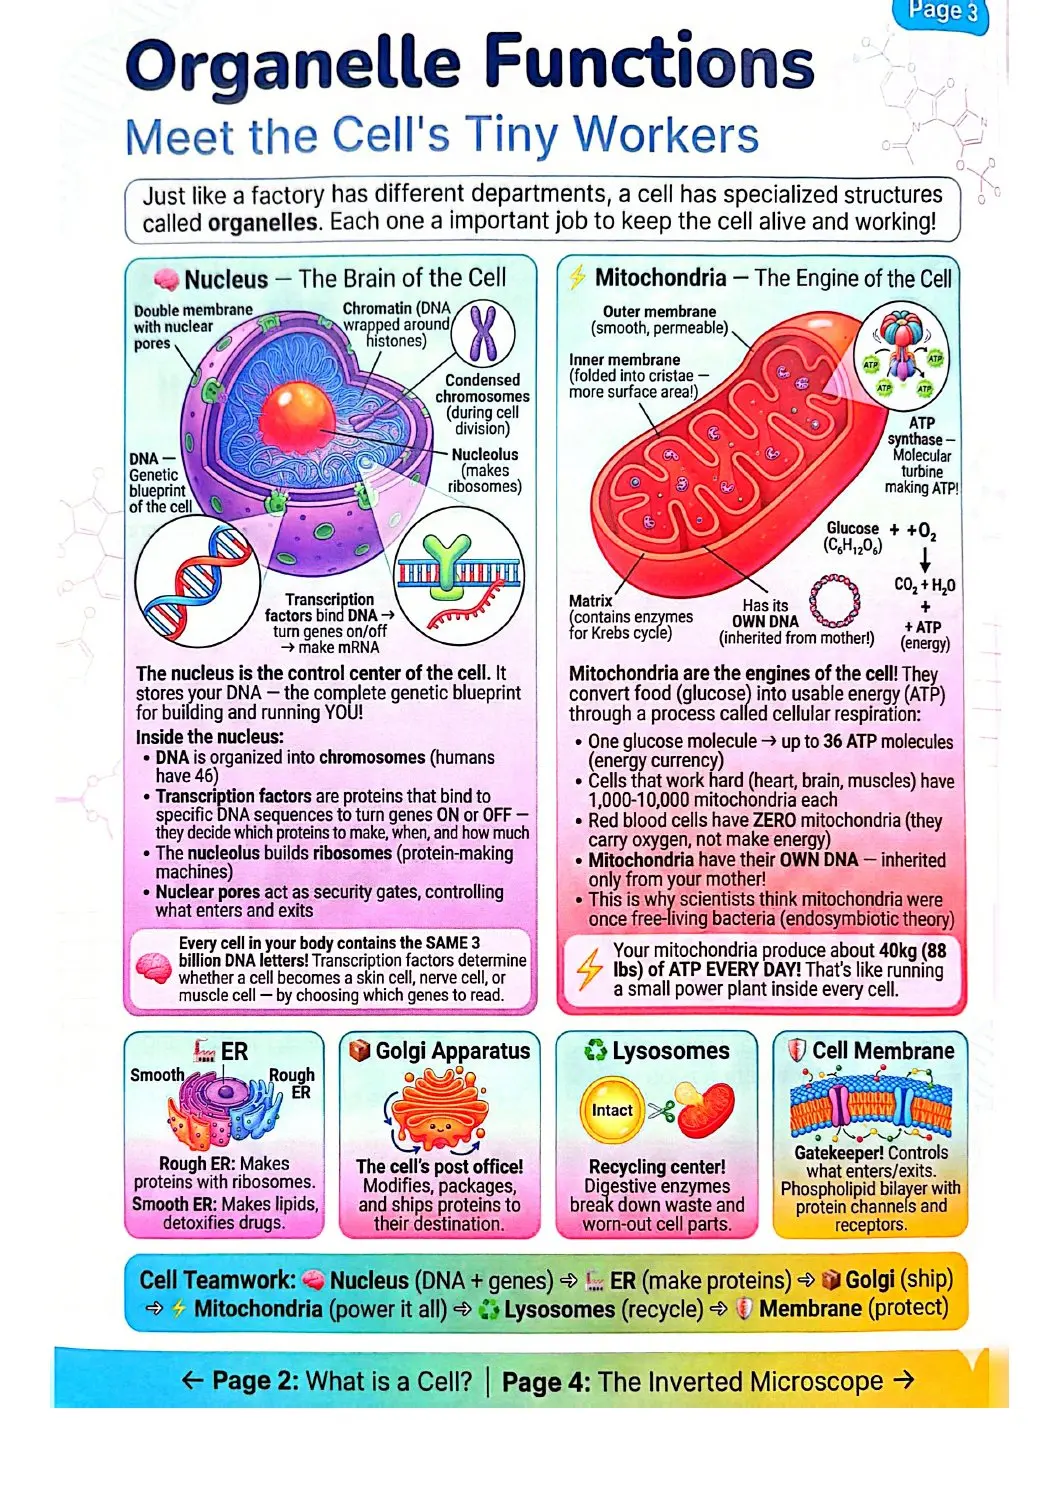 Page 3
Organelle Functions
Meet the Cell's Tiny Workers
Just like a factory has different departments, a cell has specialized structures
called organelles. Each one a important job to keep the cell alive and working!
Nucleus — The Brain of the Cell
Double membrane
with nuclear
pores
Chromatin (DNA
wrapped around
histones)
Condensed
chromosomes
(during cell
division)
Nucleolus
(makes
ribosomes)
DNA —
Genetic
blueprint
of the cell
Transcription
factors bind DNA →
turn genes on/off
→ make mRNA
The nucleus is the control center of the cell. It
stores your DNA — the complete genetic blueprint
for building and running YOU!
Inside the nucleus:
• DNA is organized into chromosomes (humans
have 46)
• Transcription factors are proteins that bind to
specific DNA sequences to turn genes ON or OFF —
they decide which proteins to make, when, and how much
• The nucleolus builds ribosomes (protein-making
machines)
• Nuclear pores act as security gates, controlling
what enters and exits
Every cell in your body contains the SAME 3
billion DNA letters! Transcription factors determine
whether a cell becomes a skin cell, nerve cell, or
muscle cell — by choosing which genes to read.
Mitochondria — The Engine of the Cell
Outer membrane
(smooth, permeable)
Inner membrane
(folded into cristae —
more surface area!)
ATP
ATP
ATP
ATP
ATP
synthase —
Molecular
turbine
making ATP!
Glucose + +O₂
(C₆H₁₂O₆)
↓
CO₂ + H₂O
+
+ ATP
(energy)
Matrix
(contains enzymes
for Krebs cycle)
Has its
OWN DNA
(inherited from mother!)
Mitochondria are the engines of the cell! They
convert food (glucose) into usable energy (ATP)
through a process called cellular respiration:
• One glucose molecule → up to 36 ATP molecules
(energy currency)
• Cells that work hard (heart, brain, muscles) have
1,000-10,000 mitochondria each
• Red blood cells have ZERO mitochondria (they
carry oxygen, not make energy)
• Mitochondria have their OWN DNA — inherited
only from your mother!
• This is why scientists think mitochondria were
once free-living bacteria (endosymbiotic theory)
Your mitochondria produce about 40kg (88
lbs) of ATP EVERY DAY! That's like running
a small power plant inside every cell.
ER
Smooth
Rough
ER
Rough ER: Makes
proteins with ribosomes.
Smooth ER: Makes lipids,
detoxifies drugs.
Golgi Apparatus
The cell's post office!
Modifies, packages,
and ships proteins to
their destination.
Lysosomes
Intact
Recycling center!
Digestive enzymes
break down waste and
worn-out cell parts.
Cell Membrane
Gatekeeper! Controls
what enters/exits.
Phospholipid bilayer with
protein channels and
receptors.
Cell Teamwork: Nucleus (DNA + genes) ⇒ ER (make proteins) ⇒ Golgi (ship)
⇒ Mitochondria (power it all) ⇒ Lysosomes (recycle) ⇒ Membrane (protect)
← Page 2: What is a Cell? | Page 4: The Inverted Microscope →